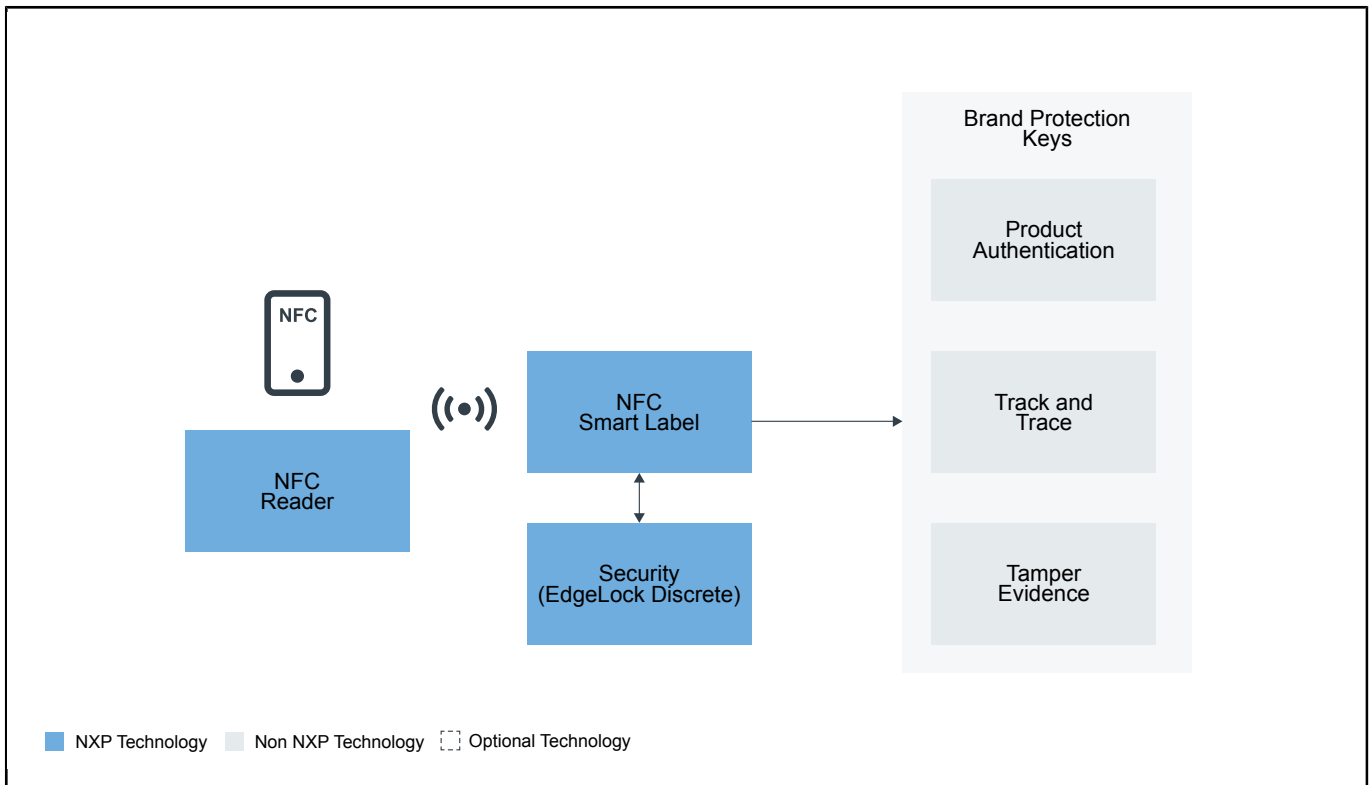 Brand Protection
Keys
Product
Authentication
NFC
NFC
Smart Label
Track and
Trace
NFC
Reader
Security
(EdgeLock Discrete)
Tamper
Evidence
NXP Technology
Non NXP Technology
Optional Technology